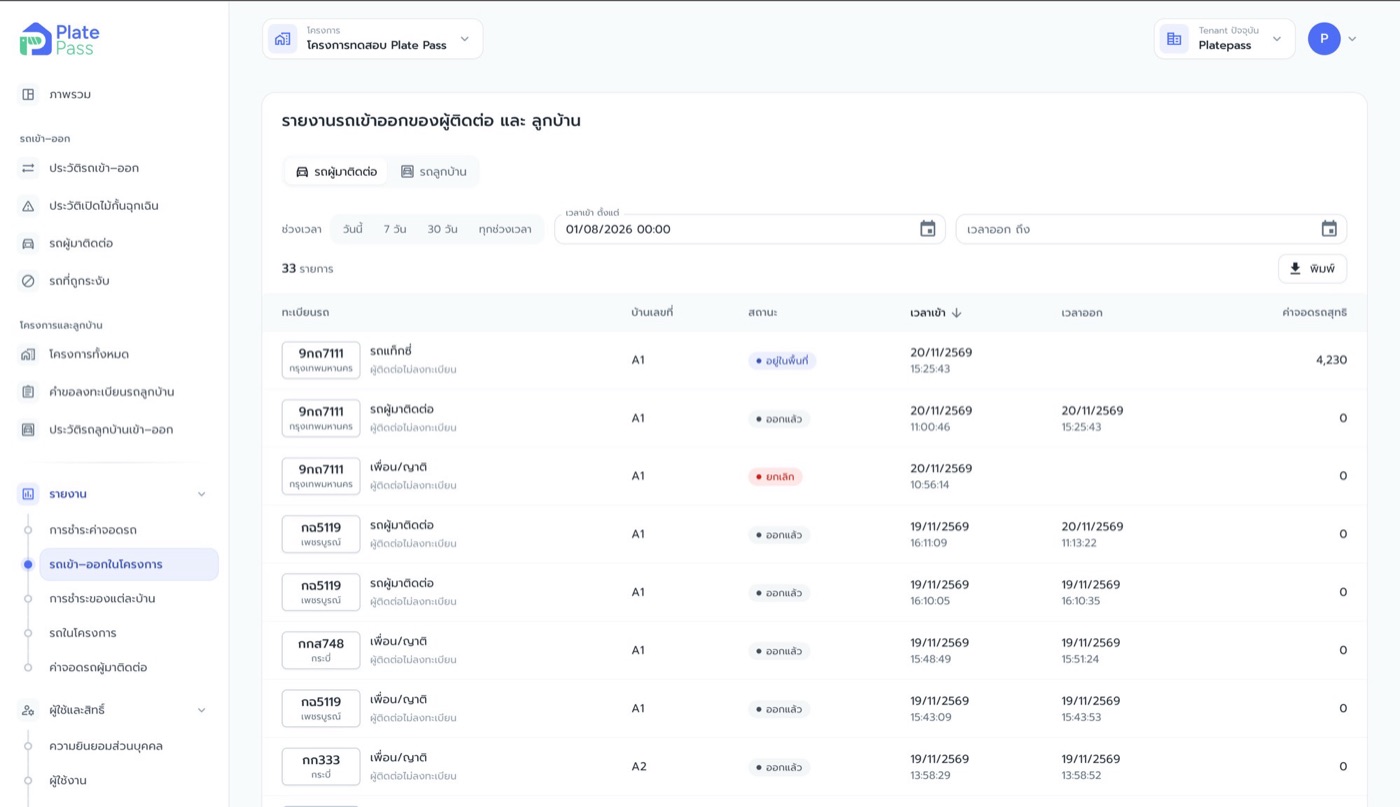 Plate
Pass
ภาพรวม
รถเข้า–ออก
ประวัติรถเข้า–ออก
ประวัติเปิดไม้กั้นฉุกเฉิน
รถผู้มาติดต่อ
รถที่ถูกระงับ
โครงการและลูกบ้าน
โครงการทั้งหมด
คำขอลงทะเบียนรถลูกบ้าน
ประวัติรถลูกบ้านเข้า–ออก
รายงาน
การชำระค่าจอดรถ
รถเข้า–ออกในโครงการ
การชำระของแต่ละบ้าน
รถในโครงการ
ค่าจอดรถผู้มาติดต่อ
ผู้ใช้และสิทธิ์
ความยินยอมส่วนบุคคล
ผู้ใช้งาน
โครงการ
โครงการทดสอบ Plate Pass
Tenant ปัจจุบัน
Platepass
P
รายงานรถเข้าออกของผู้ติดต่อ และ ลูกบ้าน
รถผู้มาติดต่อ รถลูกบ้าน
เวลาเข้า ตั้งแต่
ช่วงเวลา วันนี้ 7 วัน 30 วัน ทุกช่วงเวลา 01/08/2026 00:00 เวลาออก ถึง
33 รายการ พิมพ์
ทะเบียนรถ บ้านเลขที่ สถานะ เวลาเข้า เวลาออก ค่าจอดรถสุทธิ
9กถ7111 รถแท็กซี่ A1 อยู่ในพื้นที่ 20/11/2569 4,230
กรุงเทพมหานคร ผู้ติดต่อไม่ลงทะเบียน 15:25:43
9กถ7111 รถผู้มาติดต่อ A1 ออกแล้ว 20/11/2569 20/11/2569 0
กรุงเทพมหานคร ผู้ติดต่อไม่ลงทะเบียน 11:00:46 15:25:43
9กถ7111 เพื่อน/ญาติ A1 ยกเลิก 20/11/2569 0
กรุงเทพมหานคร ผู้ติดต่อไม่ลงทะเบียน 10:56:14
กฉ5119 รถผู้มาติดต่อ A1 ออกแล้ว 19/11/2569 20/11/2569 0
เพชรบูรณ์ ผู้ติดต่อไม่ลงทะเบียน 16:11:09 11:13:22
กฉ5119 รถผู้มาติดต่อ A1 ออกแล้ว 19/11/2569 19/11/2569 0
เพชรบูรณ์ ผู้ติดต่อไม่ลงทะเบียน 16:10:05 16:10:35
กกส748 เพื่อน/ญาติ A1 ออกแล้ว 19/11/2569 19/11/2569 0
กระบี่ ผู้ติดต่อไม่ลงทะเบียน 15:48:49 15:51:24
กฉ5119 เพื่อน/ญาติ A1 ออกแล้ว 19/11/2569 19/11/2569 0
เพชรบูรณ์ ผู้ติดต่อไม่ลงทะเบียน 15:43:09 15:43:53
กก333 เพื่อน/ญาติ A2 ออกแล้ว 19/11/2569 19/11/2569 0
กระบี่ ผู้ติดต่อไม่ลงทะเบียน 13:58:29 13:58:52